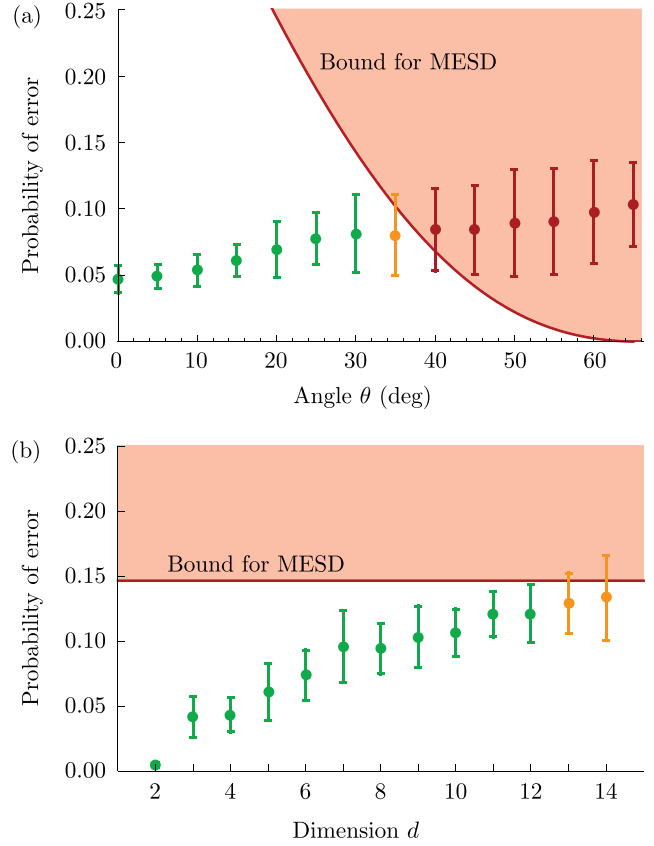 (a)
0.25
Bound for MESD
0.20
0.15
0.10
0.05
0.00
Probability of error
0 10 20 30 40 50 60
Angle θ (deg)
(b)
0.25
0.20
Bound for MESD
0.15
0.10
0.05
0.00
Probability of error
2 4 6 8 10 12 14
Dimension d